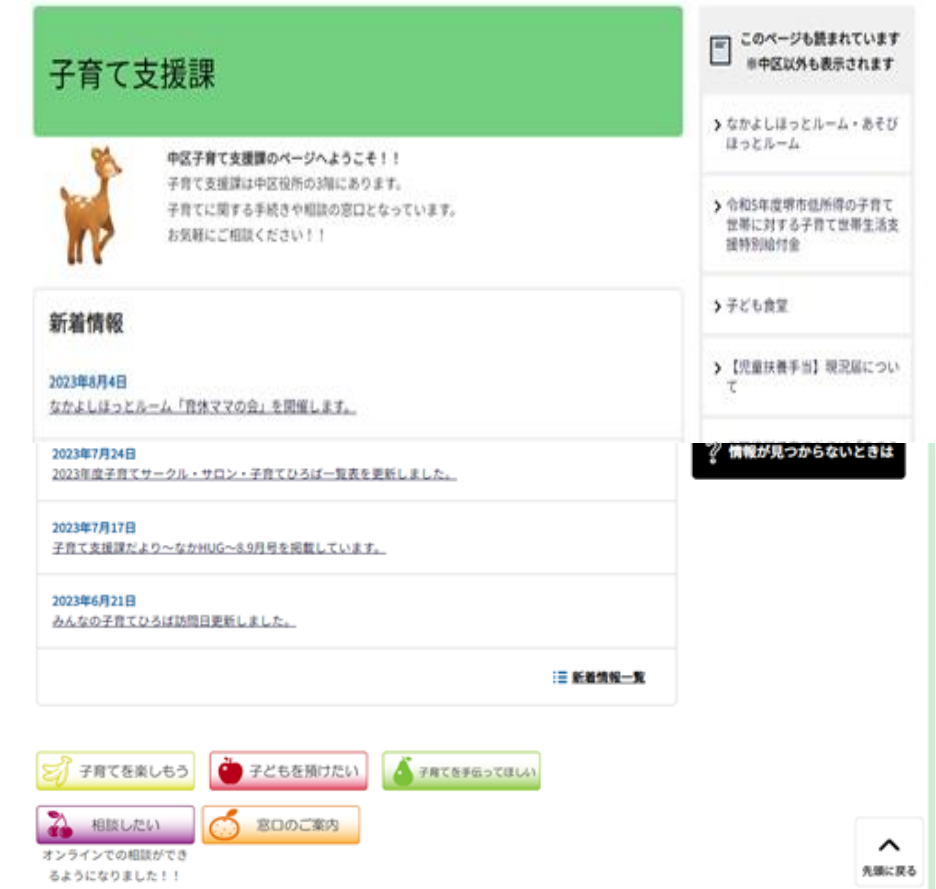 子育て支援課
中区子育て支援課のページへようこそ！！
子育て支援課は中区役所の3階にあります。
子育てに関する手続きや相談の窓口となっています。
お気軽にご相談ください！！
新着情報
2023年8月4日
なかよしほっとルーム「育休ママの会」を開催します。
2023年7月24日
2023年度子育てサークル・サロン・子育てひろば一覧表を更新しました。
2023年7月17日
子育て支援課だより～なかHUG～8.9月号を掲載しています。
2023年6月21日
みんなの子育てひろば訪問日更新しました。
新着情報一覧
子育てを楽しもう
子どもを預けたい
子育てを手伝ってほしい
相談したい
窓口のご案内
オンラインでの相談ができ
るようになりました！！
このページも読まれています
※中区以外も表示されます
なかよしほっとルーム・あそび
ほっとルーム
令和5年度堺市低所得の子育て
世帯に対する子育て世帯生活支
援特別給付金
子ども食堂
【児童扶養手当】現況届につい
て
情報が見つからないときは
先頭に戻る